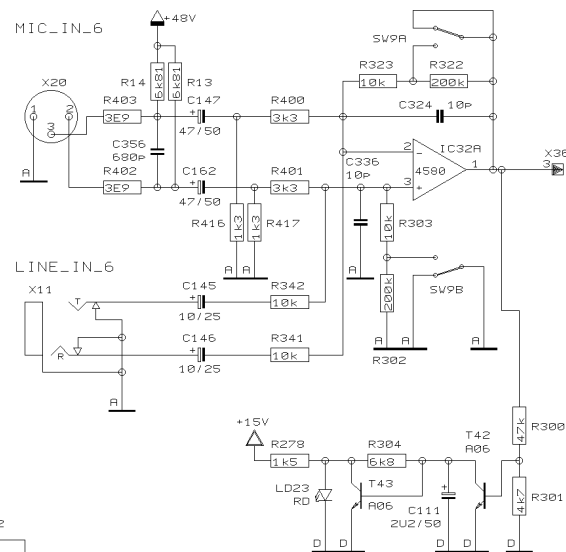 MIC_IN_6
+48V
SW9A
X20
R14
6k81
6k81
R13
R323
10k
R322
200k
1
2
3
R403
3E9
C147
+
47/50
R400
3k3
C324
10p
C356
680p
IC32A
2
4580
1
X36
3
A
R402
3E9
C162
+
47/50
R401
3k3
C336
10p
3
R416
1k3
1k3
R417
10k
R303
A
A
A
200k
SW9B
LINE_IN_6
X11
T
C145
+
10/25
R342
10k
A
A
A
R302
R
C146
+
10/25
R341
10k
A
+15V
R278
1k5
R304
6k8
T42
A06
47k
R300
LD23
RD
T43
A06
+
C111
2U2/50
4k7
R301
D
D
D
D
D
2